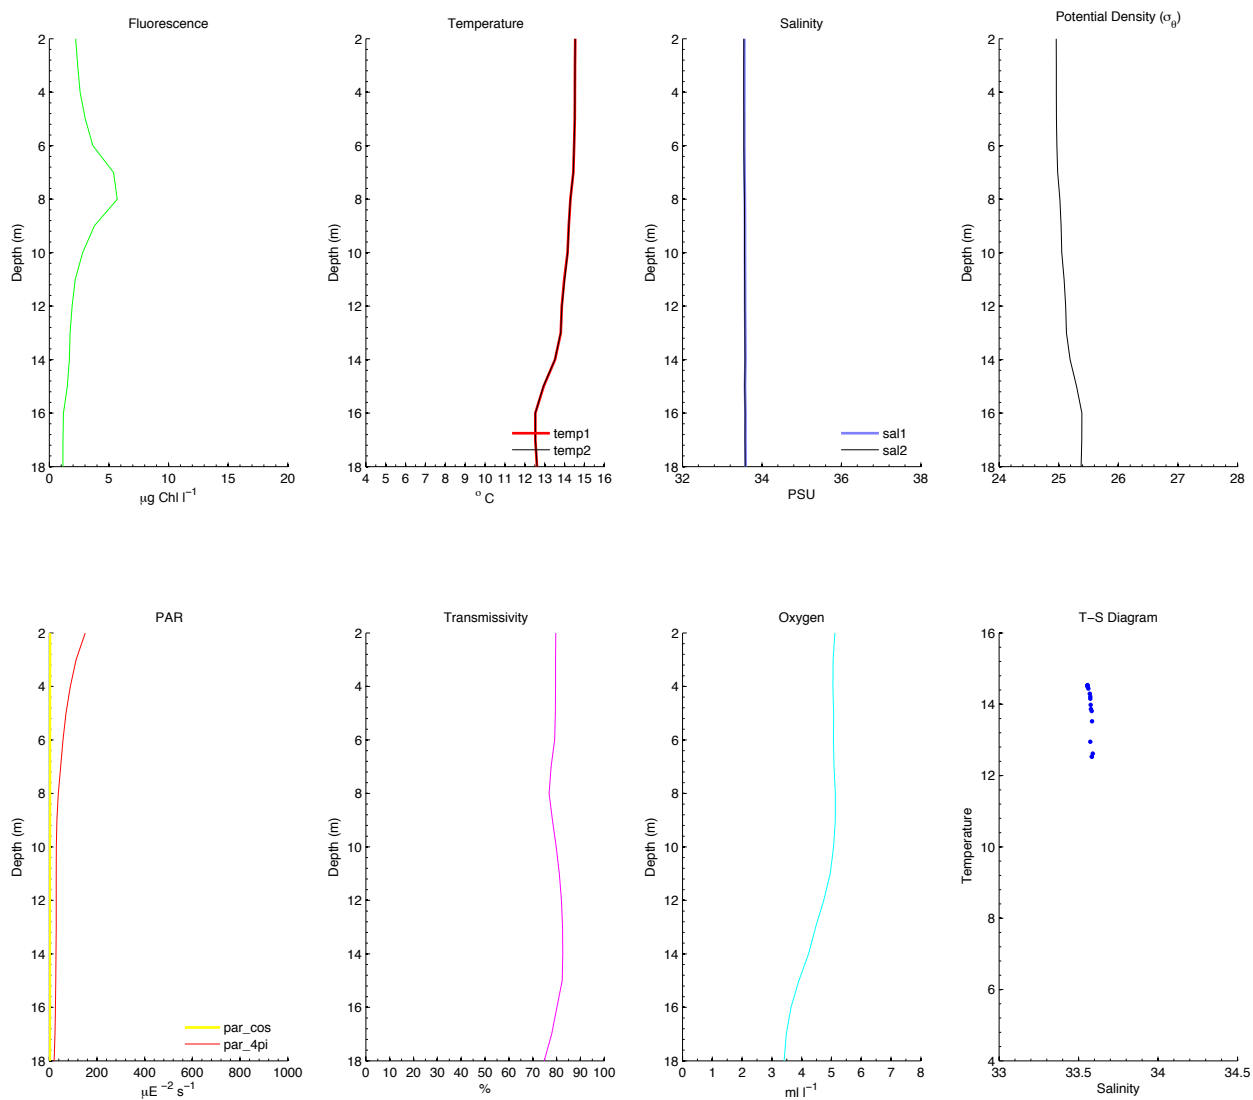 Fluorescence
2
4
6
8
10
12
14
16
18
Depth (m)
0 5 10 15 20
μg Chl l⁻¹
Temperature
2
4
6
8
10
12
14
16
18
Depth (m)
4 5 6 7 8 9 10 11 12 13 14 15 16
° C
temp1
temp2
Salinity
2
4
6
8
10
12
14
16
18
Depth (m)
32 34 36 38
PSU
sal1
sal2
Potential Density (σθ)
2
4
6
8
10
12
14
16
18
Depth (m)
24 25 26 27 28
PAR
2
4
6
8
10
12
14
16
18
Depth (m)
0 200 400 600 800 1000
μE ⁻² s⁻¹
par_cos
par_4pi
Transmissivity
2
4
6
8
10
12
14
16
18
Depth (m)
0 10 20 30 40 50 60 70 80 90 100
%
Oxygen
2
4
6
8
10
12
14
16
18
Depth (m)
0 1 2 3 4 5 6 7 8
ml l⁻¹
T−S Diagram
16
14
12
10
8
6
4
Temperature
33 33.5 34 34.5
Salinity